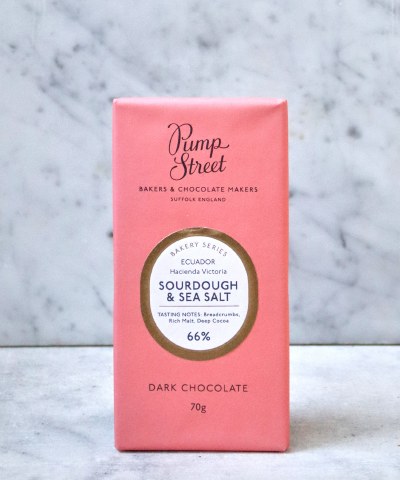 Pump
Street
BAKERS & CHOCOLATE MAKERS
SUFFOLK ENGLAND
BAKERY SERIES
ECUADOR
Hacienda Victoria
SOURDOUGH
& SEA SALT
TASTING NOTES: Breadcrumbs,
Rich Malt, Deep Cocoa
66%
DARK CHOCOLATE
70g